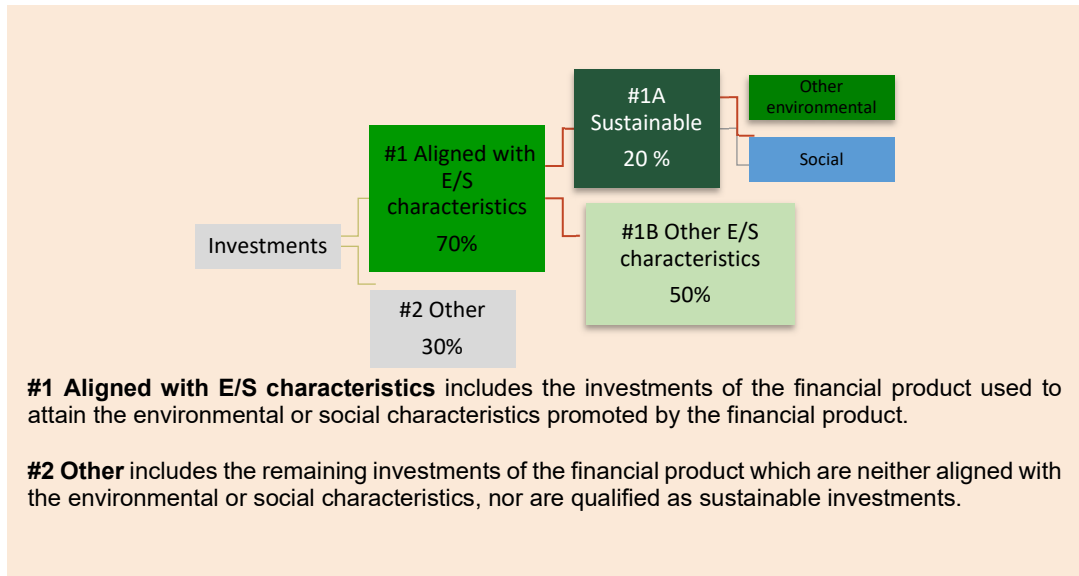 #1A
Sustainable
20 %
Other
environmental
Social
#1 Aligned with
E/S
characteristics
70%
Investments
#1B Other E/S
characteristics
50%
#2 Other
30%
#1 Aligned with E/S characteristics includes the investments of the financial product used to
attain the environmental or social characteristics promoted by the financial product.
#2 Other includes the remaining investments of the financial product which are neither aligned with
the environmental or social characteristics, nor are qualified as sustainable investments.